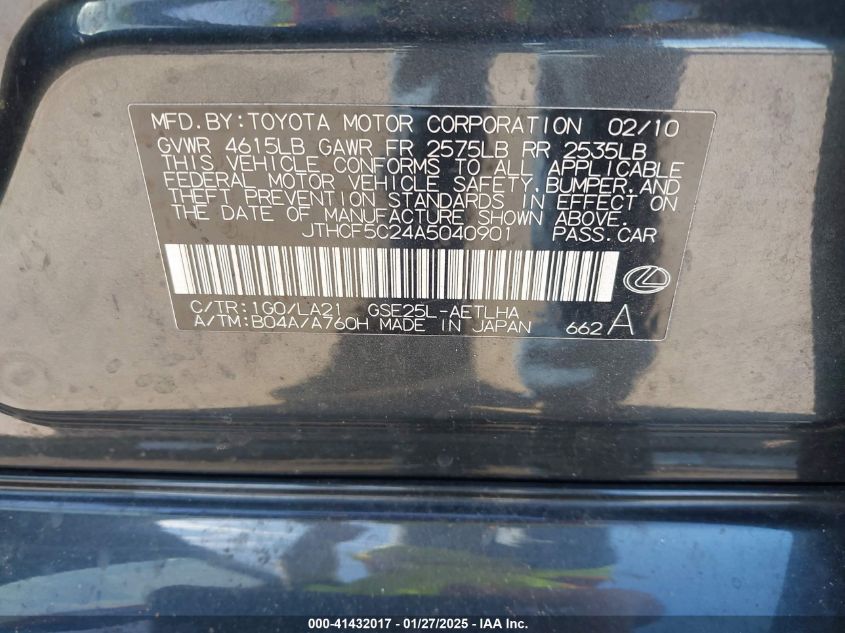 MFD.BY:TOYOTA MOTOR CORPORATION 02/10
GVWR 4615LB GAWR FR 2575LB RR 2535LB
THIS VEHICLE CONFORMS TO ALL APPLICABLE
FEDERAL MOTOR VEHICLE SAFETY,BUMPER,AND
THEFT PREVENTION STANDARDS IN EFFECT ON
THE DATE OF MANUFACTURE SHOWN ABOVE.
JTHCF5C24A5040901 PASS.CAR
C/TR:1G0/LA21 GSE25L-AETLHA
A/TM:B04A/A760H MADE IN JAPAN 662A
000-41432017 | 01/27/2025 - IAA Inc.